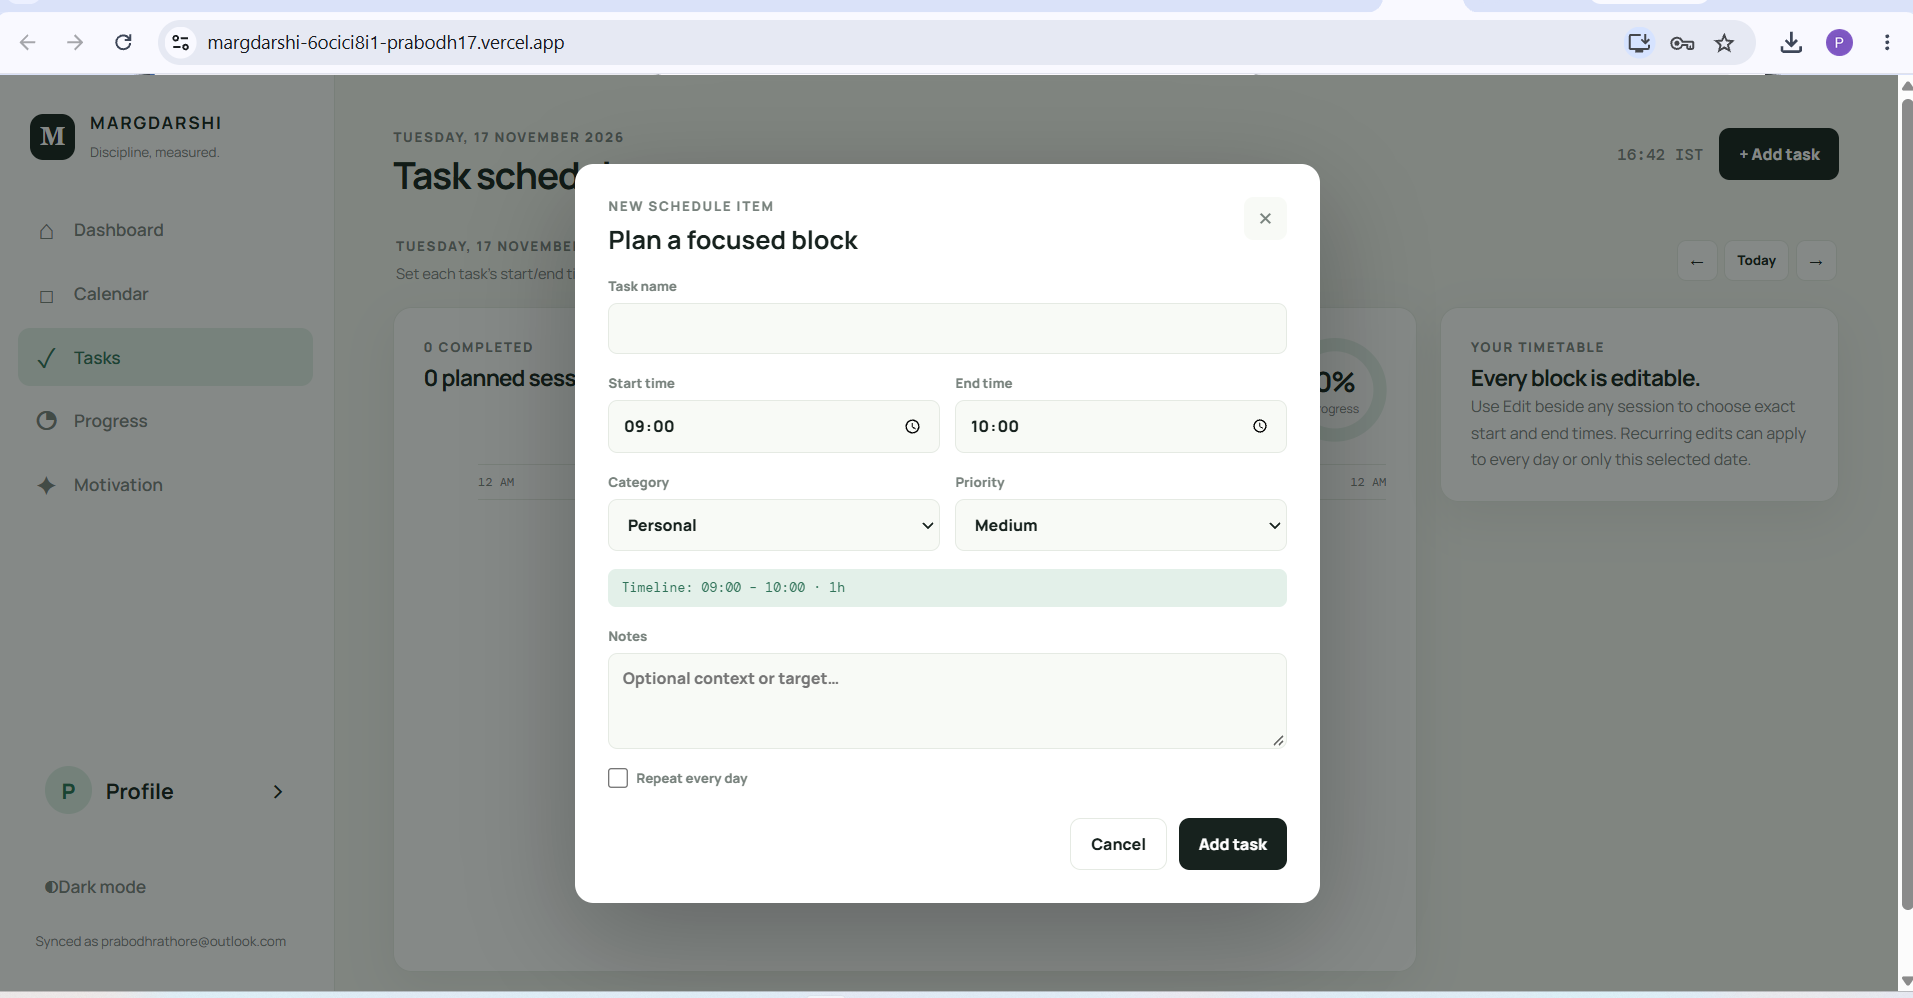 margdarshi-6ocici8i1-prabodh17.vercel.app
P
M
MARGDARSHI
Discipline, measured.
Dashboard
Calendar
Tasks
Progress
Motivation
P
Profile
Dark mode
Synced as prabodhrathore@outlook.com
TUESDAY, 17 NOVEMBER 2026
Task sched
16:42 IST
+ Add task
TUESDAY, 17 NOVEMBE
Set each task's start/end ti
←
Today
→
0 COMPLETED
0 planned sess
0%
ogress
12 AM
12 AM
YOUR TIMETABLE
Every block is editable.
Use Edit beside any session to choose exact
start and end times. Recurring edits can apply
to every day or only this selected date.
NEW SCHEDULE ITEM
Plan a focused block
Task name
Start time
End time
09:00
10:00
Category
Priority
Personal
Medium
Timeline: 09:00 – 10:00 · 1h
Notes
Optional context or target…
Repeat every day
Cancel
Add task